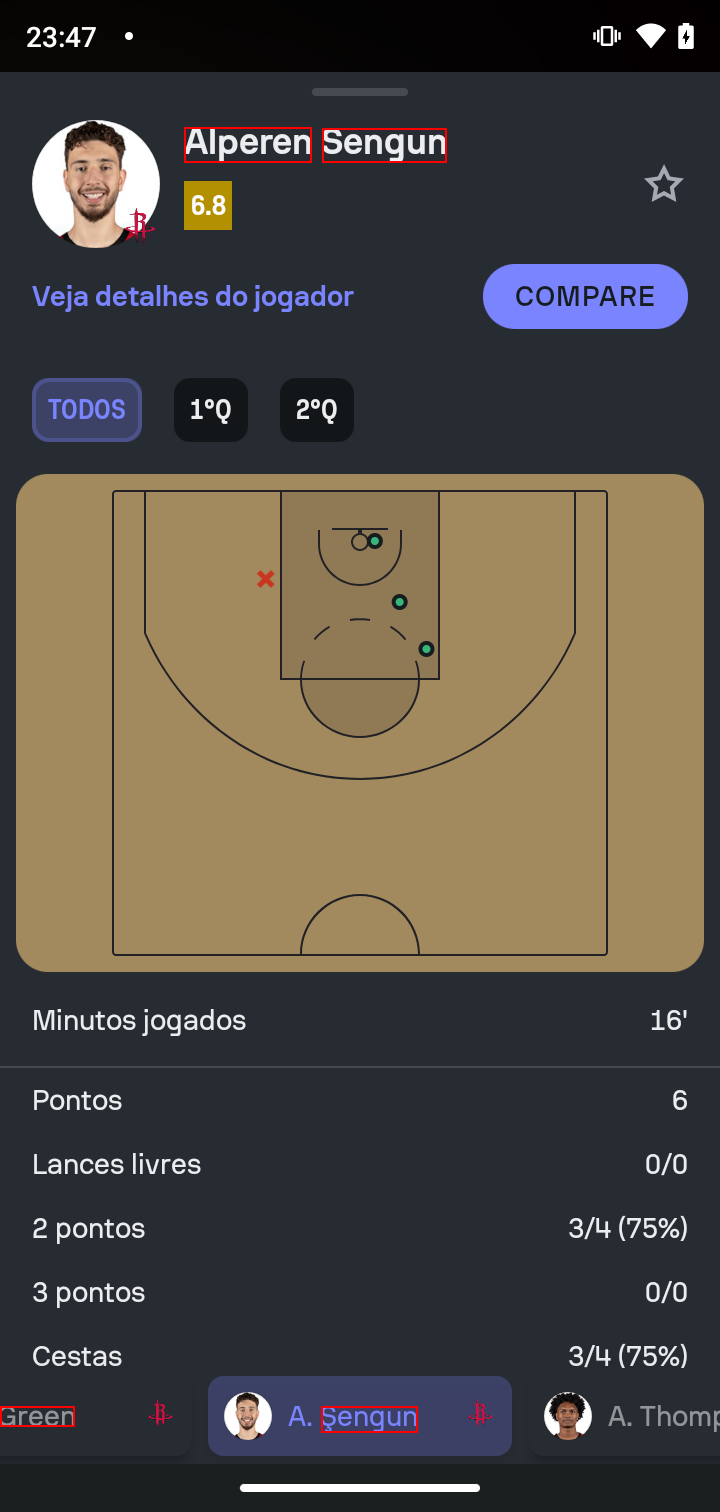 23:47
Alperen Sengun
6.8
Veja detalhes do jogador
COMPARE
TODOS
1ºQ
2ºQ
Minutos jogados 16'
Pontos 6
Lances livres 0/0
2 pontos 3/4 (75%)
3 pontos 0/0
Cestas 3/4 (75%)
Green
A. Şengun
A. Thomp